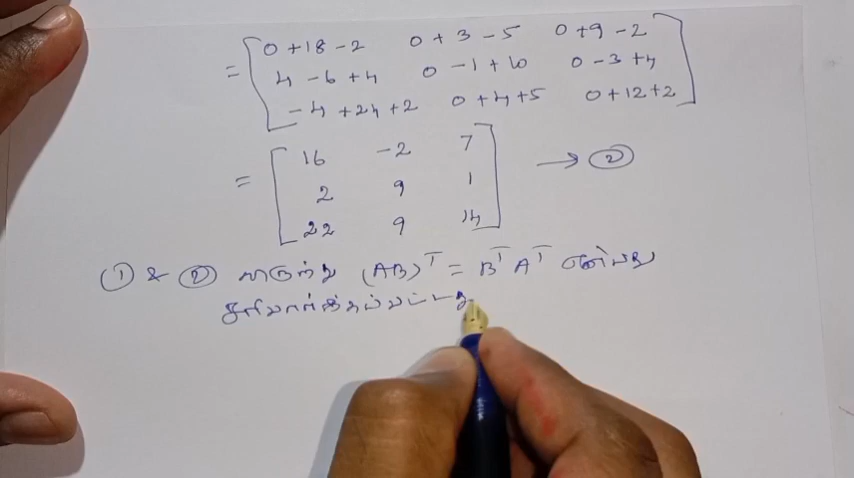 = [ 0 + 18 - 2   0 + 3 - 5   0 + 9 - 2
4 - 6 + 4   0 - 1 + 10   0 - 3 + 4
- 4 + 24 + 2   0 + 4 + 5   0 + 12 + 2 ]
= [ 16   -2   7
2   9   1   → ②
22   9   14 ]
① & ② லிருந்து (AB)ᵀ = Bᵀ Aᵀ என்பது
சரிபார்க்கப்பட்டது